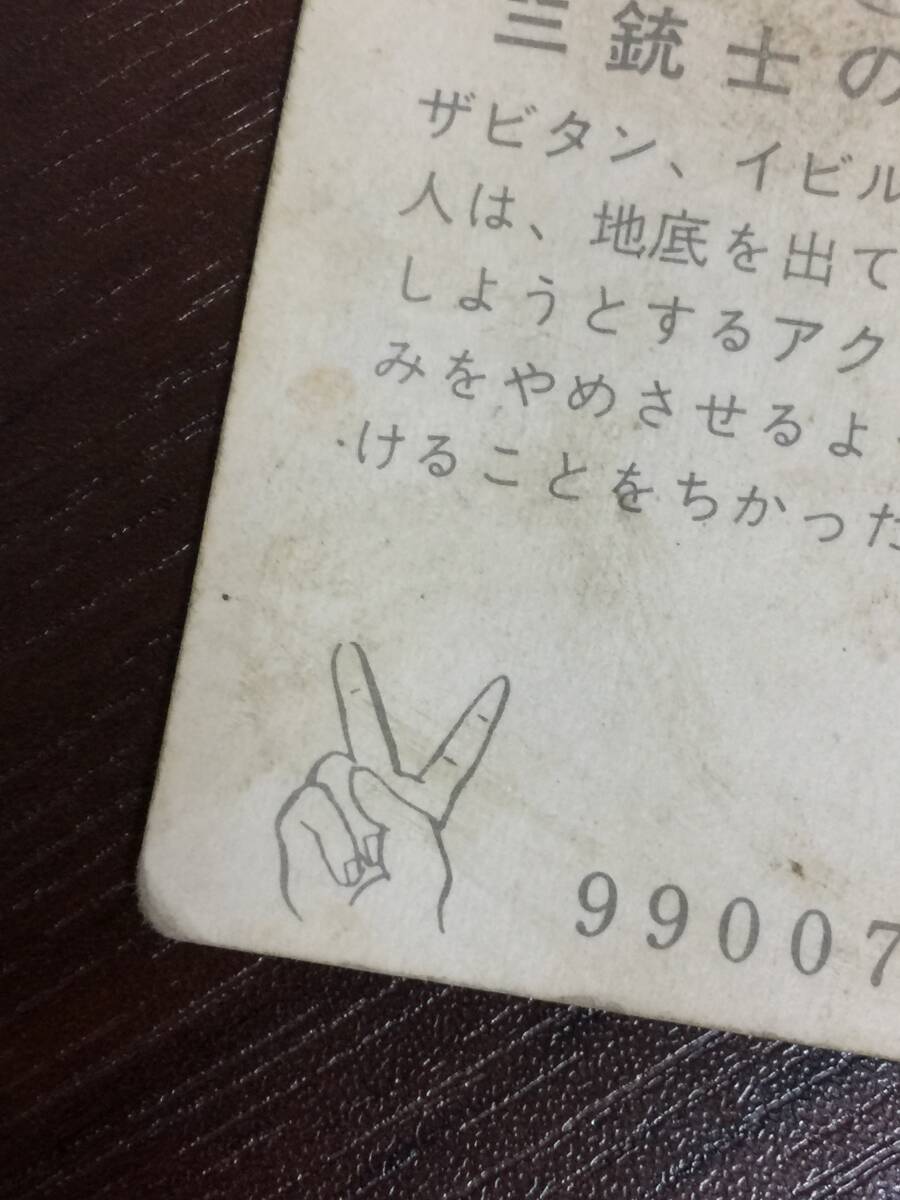 三銃士の
ザビタン、イビル
人は、地底を出て
しようとするアク
みをやめさせるよ
けることをちかった
99007